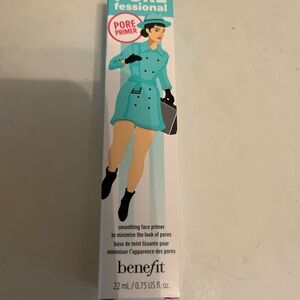 fessional
PORE
PRIMER
smoothing face primer
to minimize the look of pores
base de teint lissante pour
minimiser l'apparence des pores
benefit
22 mL / 0.75 US fl. oz.